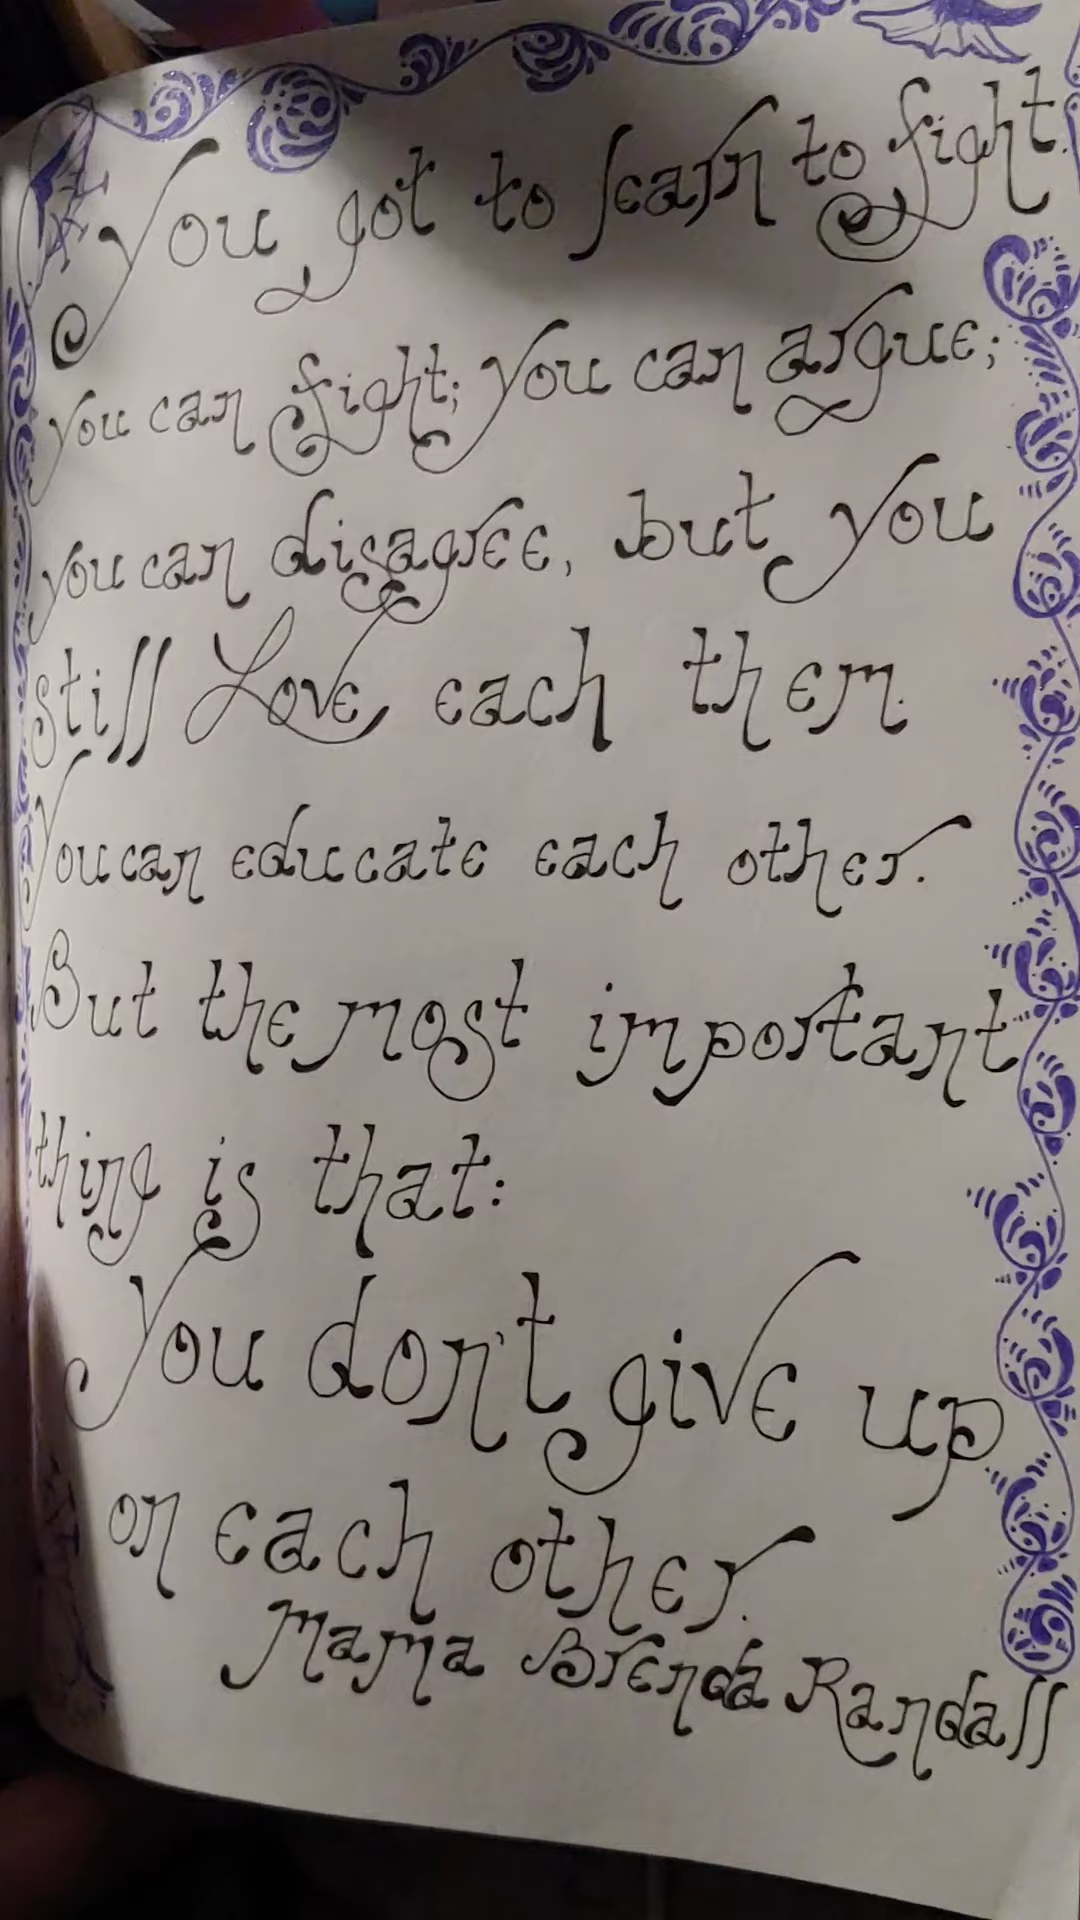 You got to learn to fight.
you can fight; you can argue;
you can disagree, but you
still Love each them.
You can educate each other.
But the most important
thing is that:
You don't give up
on each other.
Mama Brenda Randall